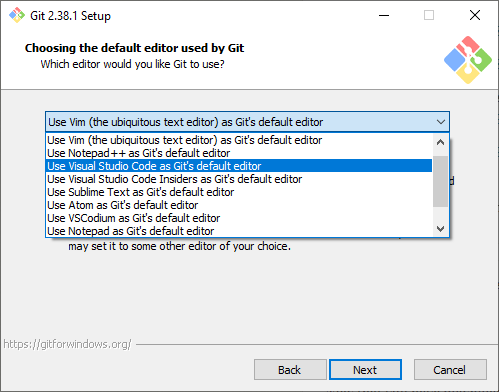 Git 2.38.1 Setup
Choosing the default editor used by Git
Which editor would you like Git to use?
Use Vim (the ubiquitous text editor) as Git's default editor
Use Vim (the ubiquitous text editor) as Git's default editor
Use Notepad++ as Git's default editor
Use Visual Studio Code as Git's default editor
Use Visual Studio Code Insiders as Git's default editor
Use Sublime Text as Git's default editor
Use Atom as Git's default editor
Use VSCodium as Git's default editor
Use Notepad as Git's default editor
may set it to some other editor of your choice.
https://gitforwindows.org/
Back
Next
Cancel